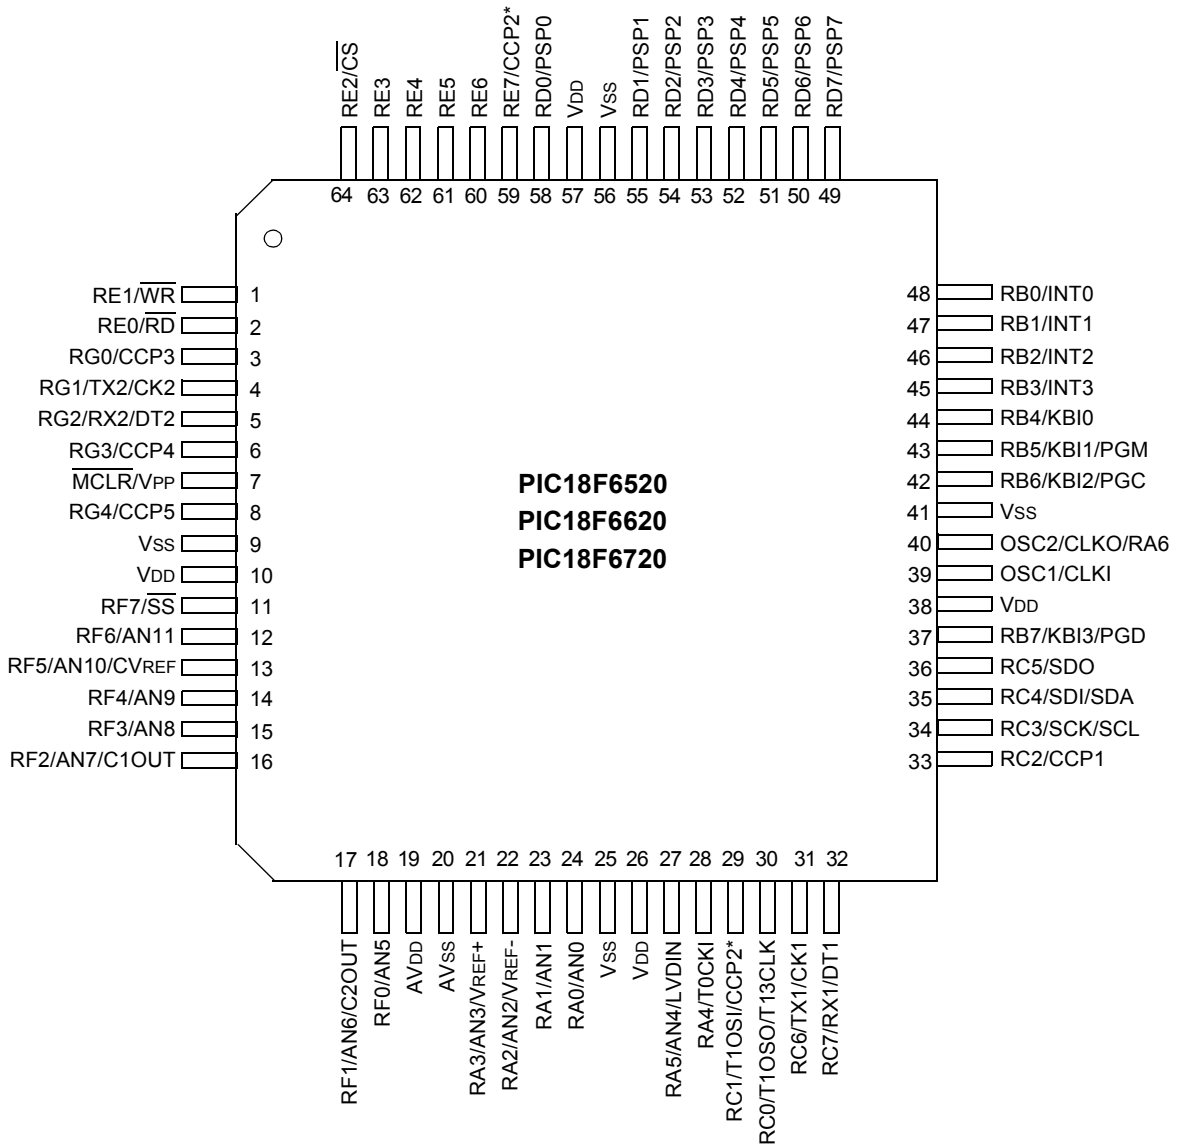 RE2/CS
RE3
RE4
RE5
RE6
RE7/CCP2*
RD0/PSP0
VDD
VSS
RD1/PSP1
RD2/PSP2
RD3/PSP3
RD4/PSP4
RD5/PSP5
RD6/PSP6
RD7/PSP7
64 63 62 61 60 59 58 57 56 55 54 53 52 51 50 49
RE1/WR 1
RE0/RD 2
RG0/CCP3 3
RG1/TX2/CK2 4
RG2/RX2/DT2 5
RG3/CCP4 6
MCLR/VPP 7
RG4/CCP5 8
VSS 9
VDD 10
RF7/SS 11
RF6/AN11 12
RF5/AN10/CVREF 13
RF4/AN9 14
RF3/AN8 15
RF2/AN7/C1OUT 16
PIC18F6520
PIC18F6620
PIC18F6720
48 RB0/INT0
47 RB1/INT1
46 RB2/INT2
45 RB3/INT3
44 RB4/KBI0
43 RB5/KBI1/PGM
42 RB6/KBI2/PGC
41 VSS
40 OSC2/CLKO/RA6
39 OSC1/CLKI
38 VDD
37 RB7/KBI3/PGD
36 RC5/SDO
35 RC4/SDI/SDA
34 RC3/SCK/SCL
33 RC2/CCP1
17 18 19 20 21 22 23 24 25 26 27 28 29 30 31 32
RF1/AN6/C2OUT
RF0/AN5
AVDD
AVSS
RA3/AN3/VREF+
RA2/AN2/VREF-
RA1/AN1
RA0/AN0
VSS
VDD
RA5/AN4/LVDIN
RA4/T0CKI
RC1/T1OSI/CCP2*
RC0/T1OSO/T13CLK
RC6/TX1/CK1
RC7/RX1/DT1